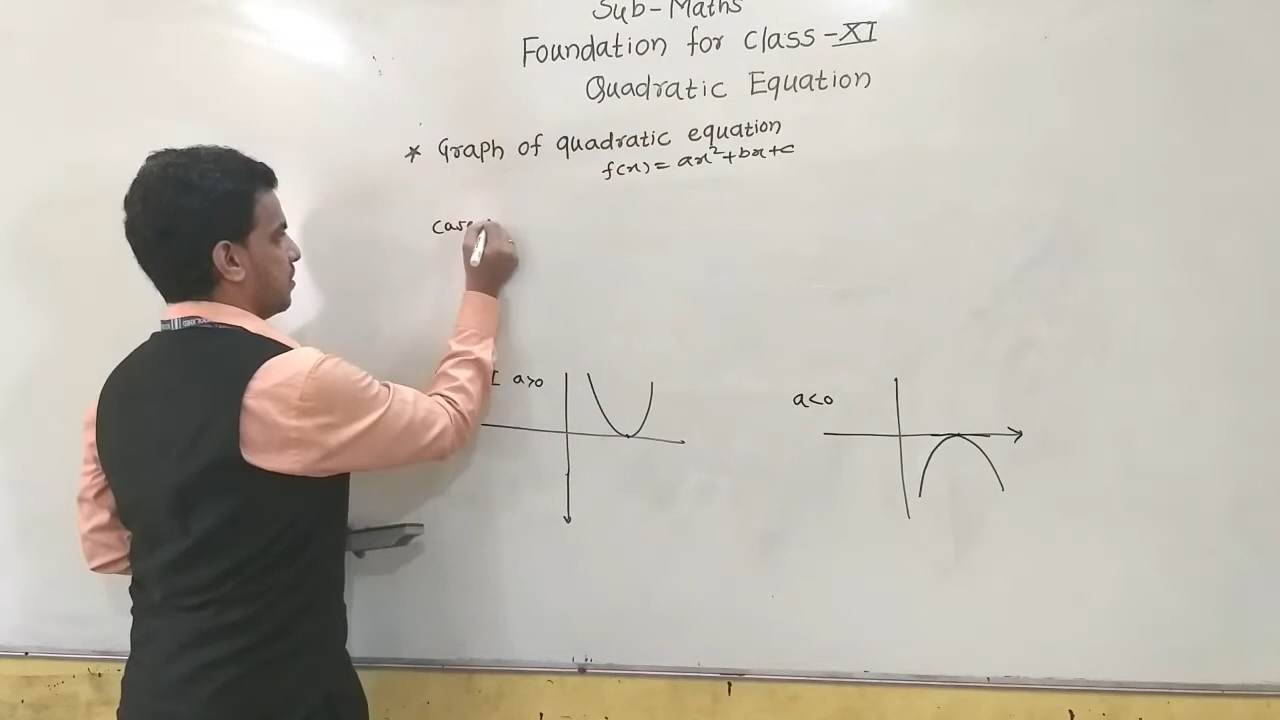 Sub-Maths
Foundation for class-XI
Quadratic Equation
* Graph of quadratic equation
f(x) = ax²+bx+c
a>0
a<0